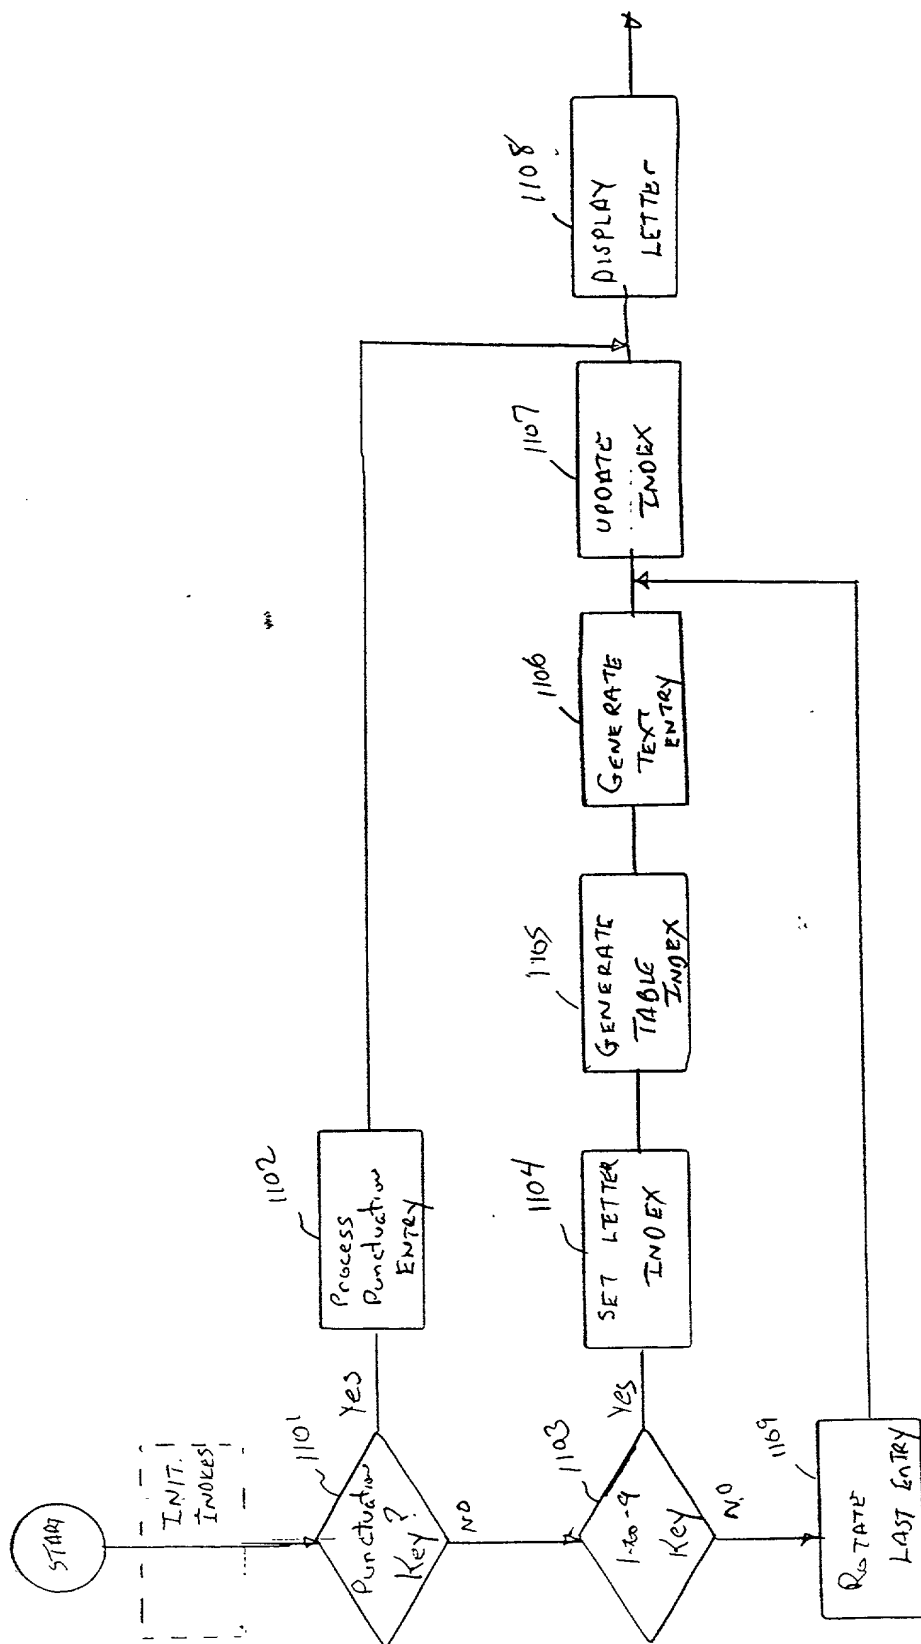 START
INIT.
INDXES
1101
Punctuation
Key?
Yes
NO
1102
Process
Punctuation
ENTRY
1103
1-to-9
Key
Yes
NO
1104
SET LETTER
INDEX
1105
GENERATE
TABLE
INDEX
1106
GENERATE
TEXT
ENTRY
1107
UPDATE
INDEX
1108
DISPLAY
LETTER
1109
ROTATE
LAST ENTRY